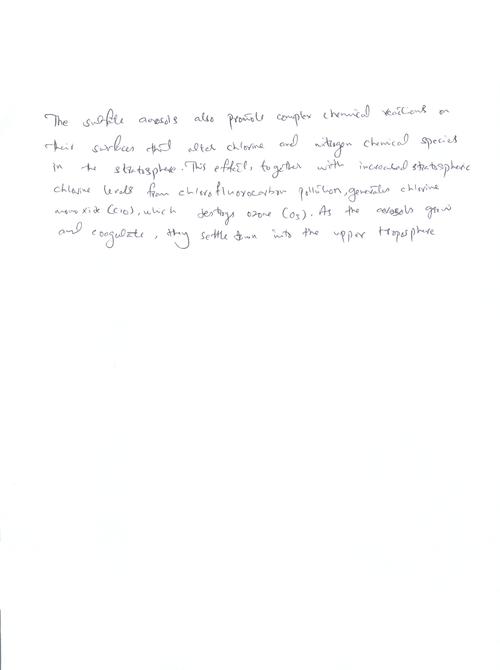 The sulfate aerosols also promote complex chemical reactions on
their surfaces that alter chlorine and nitrogen chemical species
in the stratosphere. This effect, together with increased stratospheric
chlorine levels from chlorofluorocarbon pollution, generates chlorine
monoxide (ClO), which destroys ozone (O3). As the aerosols grow
and coagulate, they settle down into the upper troposphere